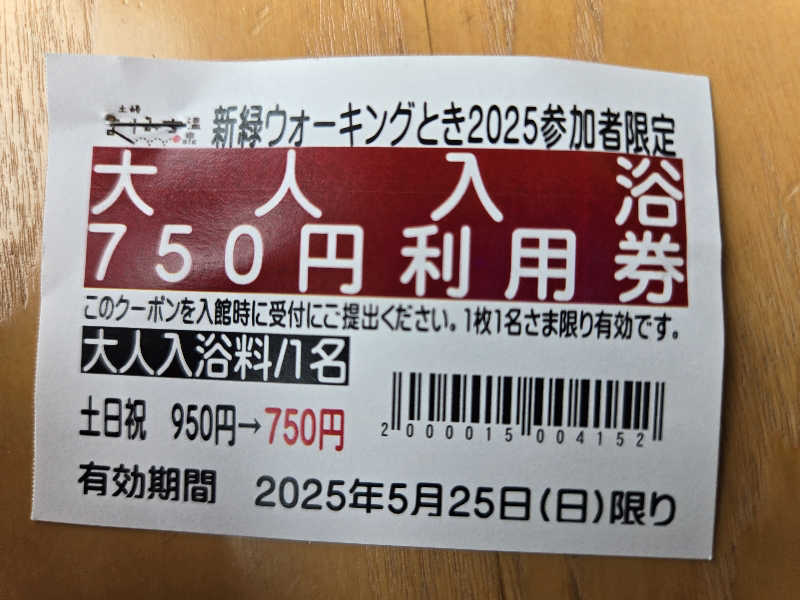 土岐
新緑ウォーキングとき2025参加者限定
大人入浴
750円利用券
このクーポンを入館時に受付にご提出ください。1枚1名さま限り有効です。
大人入浴料/1名
土日祝 950円→750円
2000015004152
有効期間 2025年5月25日(日)限り